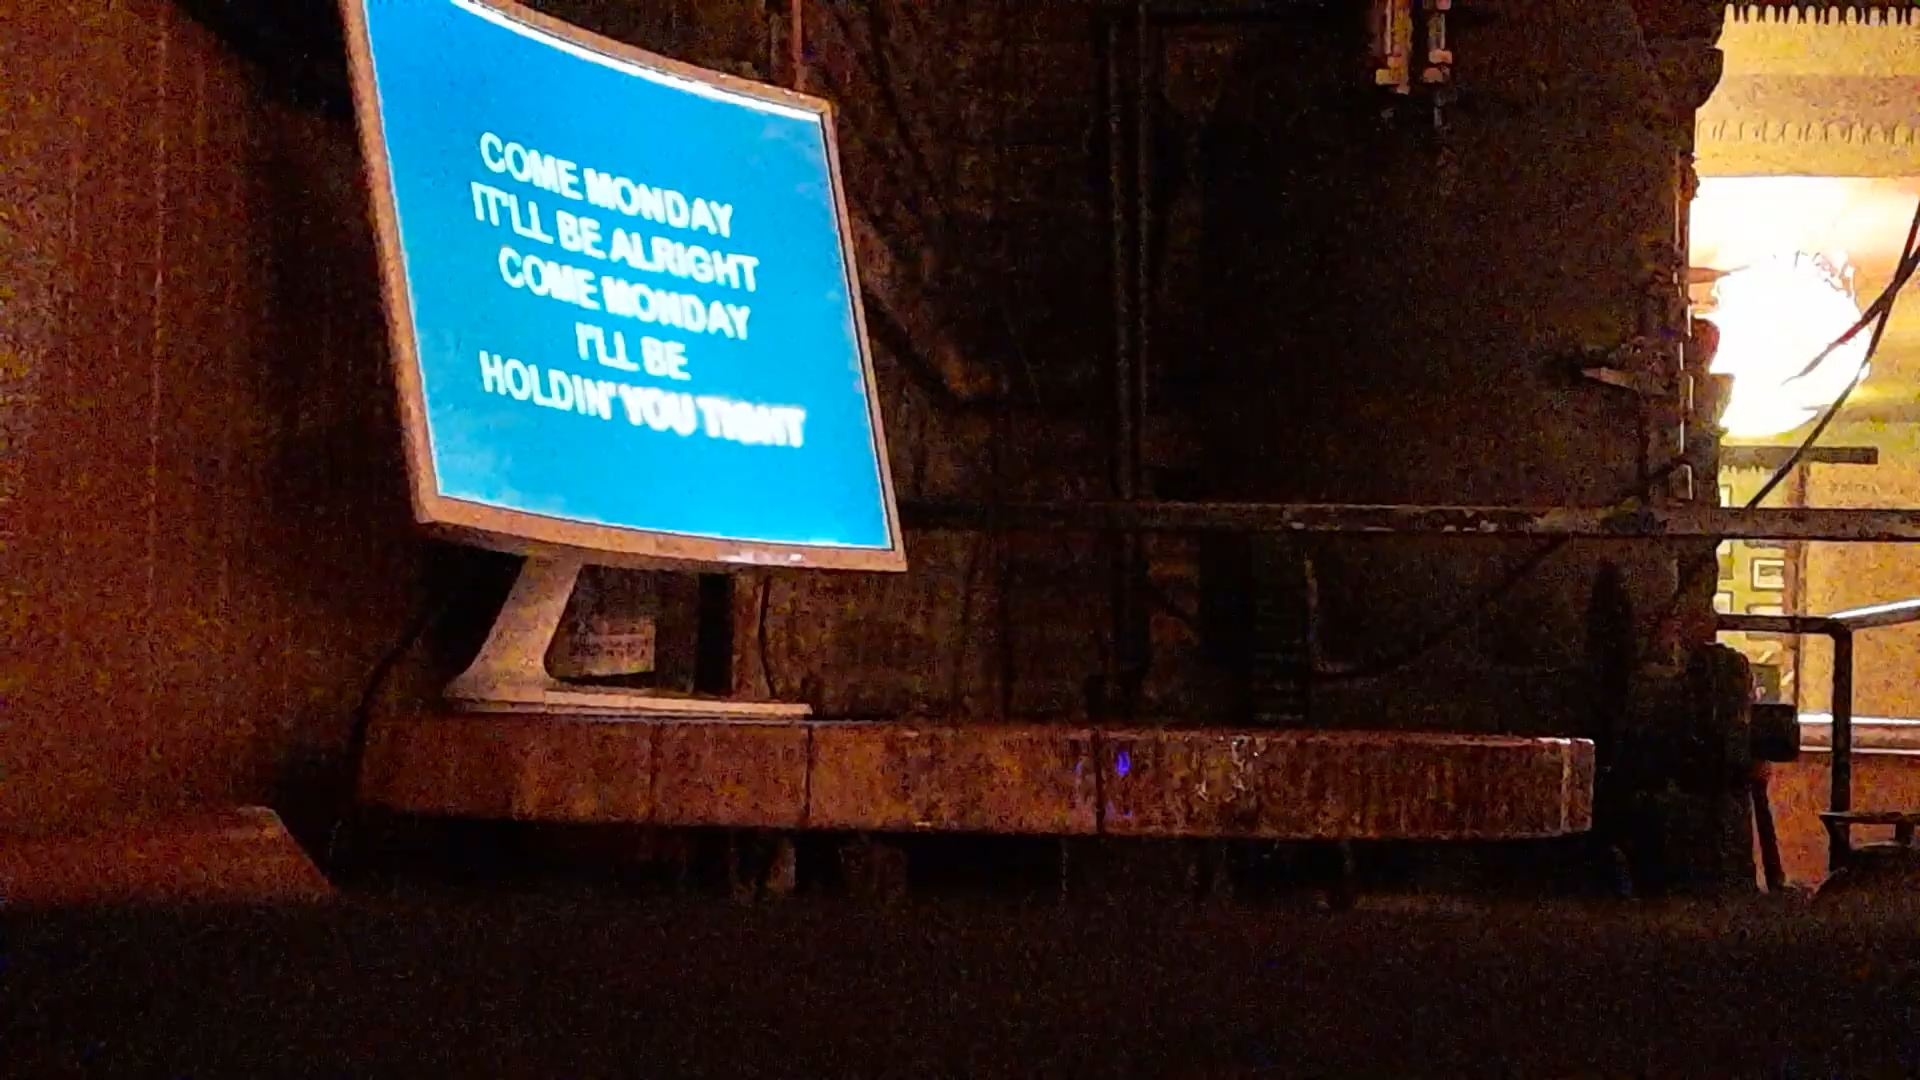 COME MONDAY
IT'LL BE ALRIGHT
COME MONDAY
I'LL BE
HOLDIN' YOU TIGHT